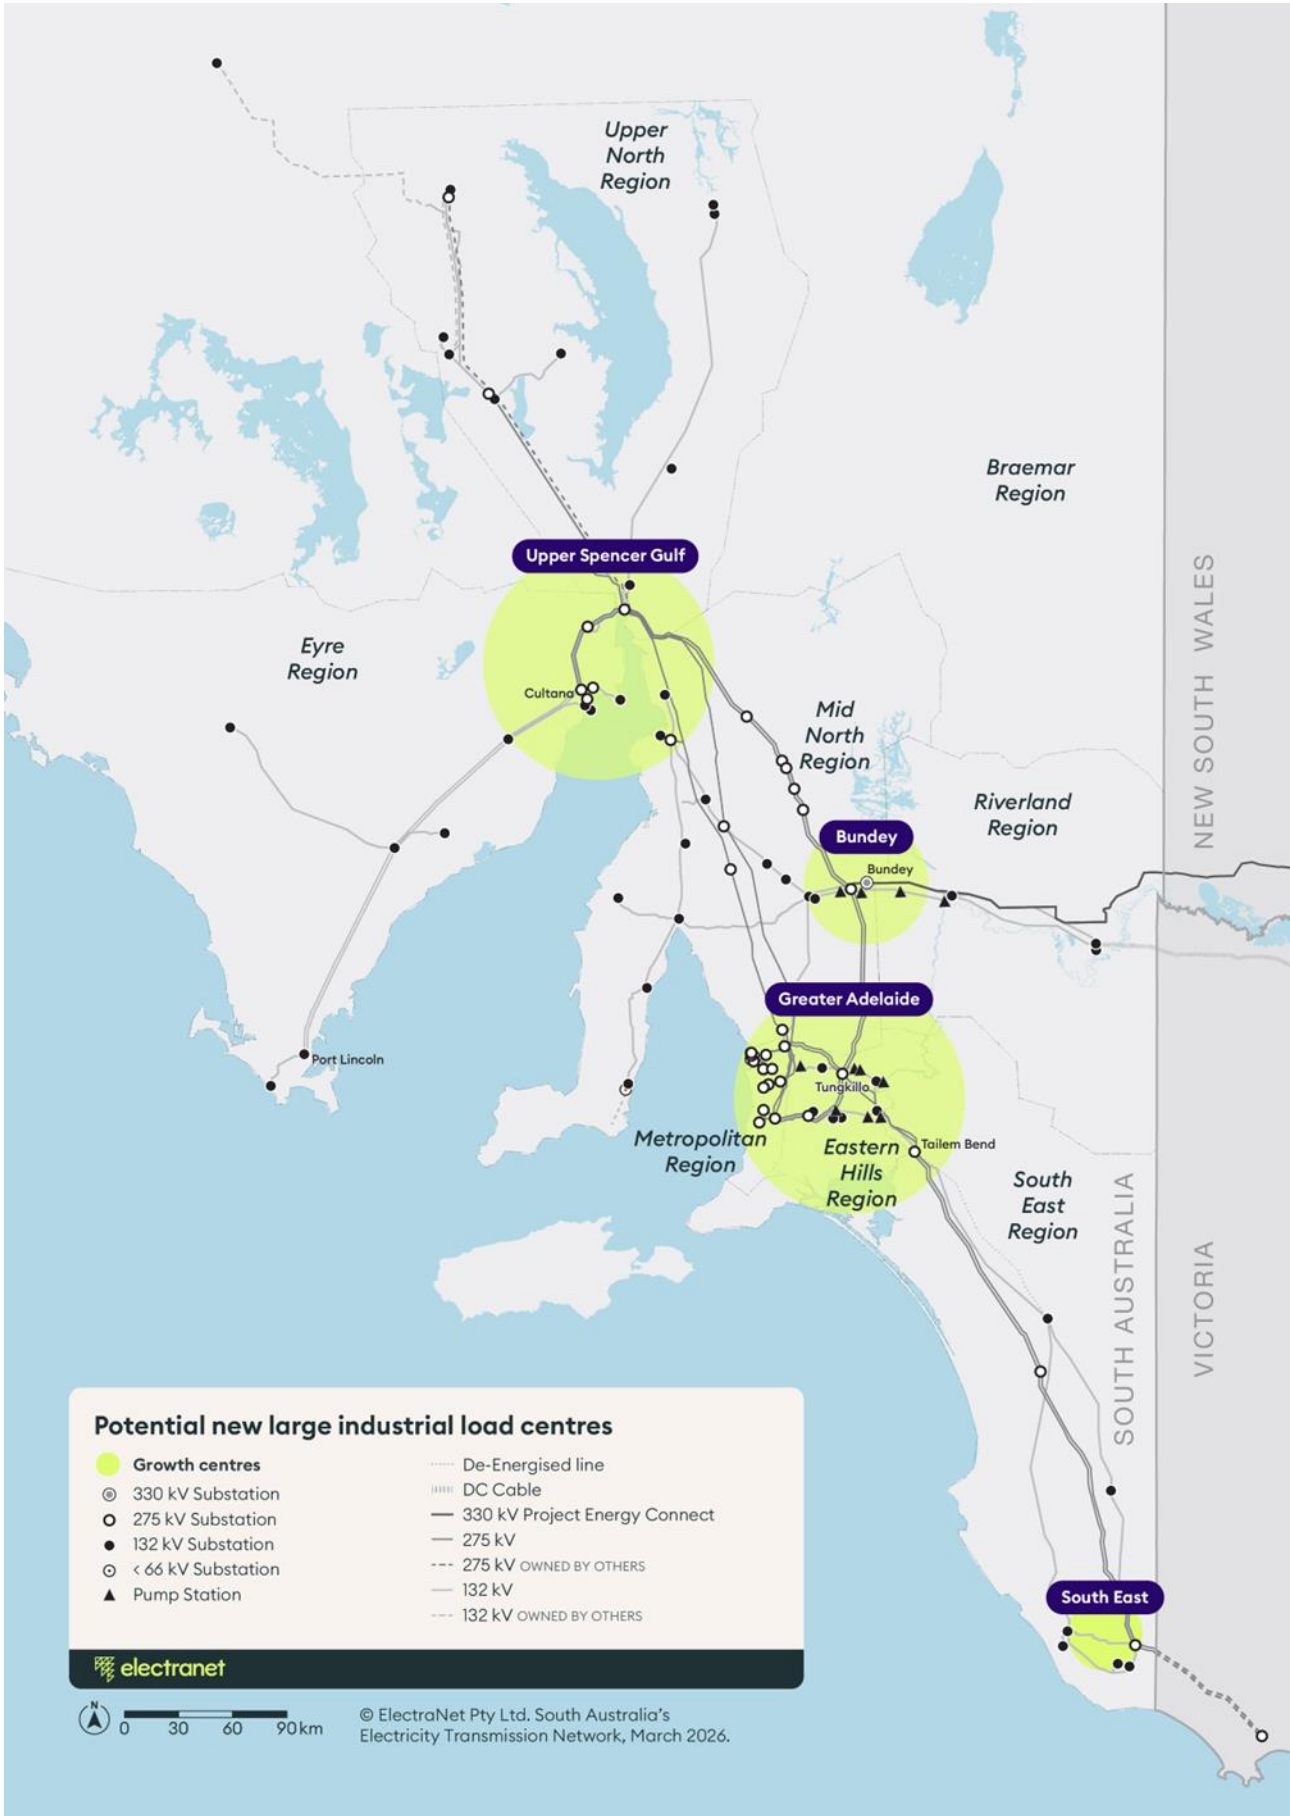 Upper
North
Region
Braemar
Region
Upper Spencer Gulf
Eyre
Region
Cultana
Mid
North
Region
Riverland
Region
NEW SOUTH WALES
Bundey
Bundey
Greater Adelaide
Port Lincoln
Tungkillo
Metropolitan
Region
Eastern
Hills
Region
Tailem Bend
South
East
Region
SOUTH AUSTRALIA
VICTORIA
South East
Potential new large industrial load centres
Growth centres
330 kV Substation
275 kV Substation
132 kV Substation
< 66 kV Substation
Pump Station
De-Energised line
DC Cable
330 kV Project Energy Connect
275 kV
275 kV OWNED BY OTHERS
132 kV
132 kV OWNED BY OTHERS
electranet
N
0 30 60 90 km
© ElectraNet Pty Ltd. South Australia's
Electricity Transmission Network, March 2026.